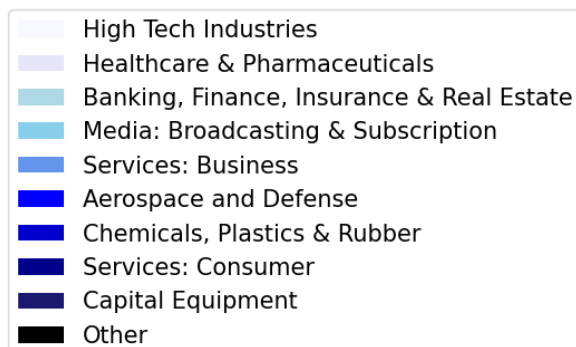 High Tech Industries
Healthcare & Pharmaceuticals
Banking, Finance, Insurance & Real Estate
Media: Broadcasting & Subscription
Services: Business
Aerospace and Defense
Chemicals, Plastics & Rubber
Services: Consumer
Capital Equipment
Other